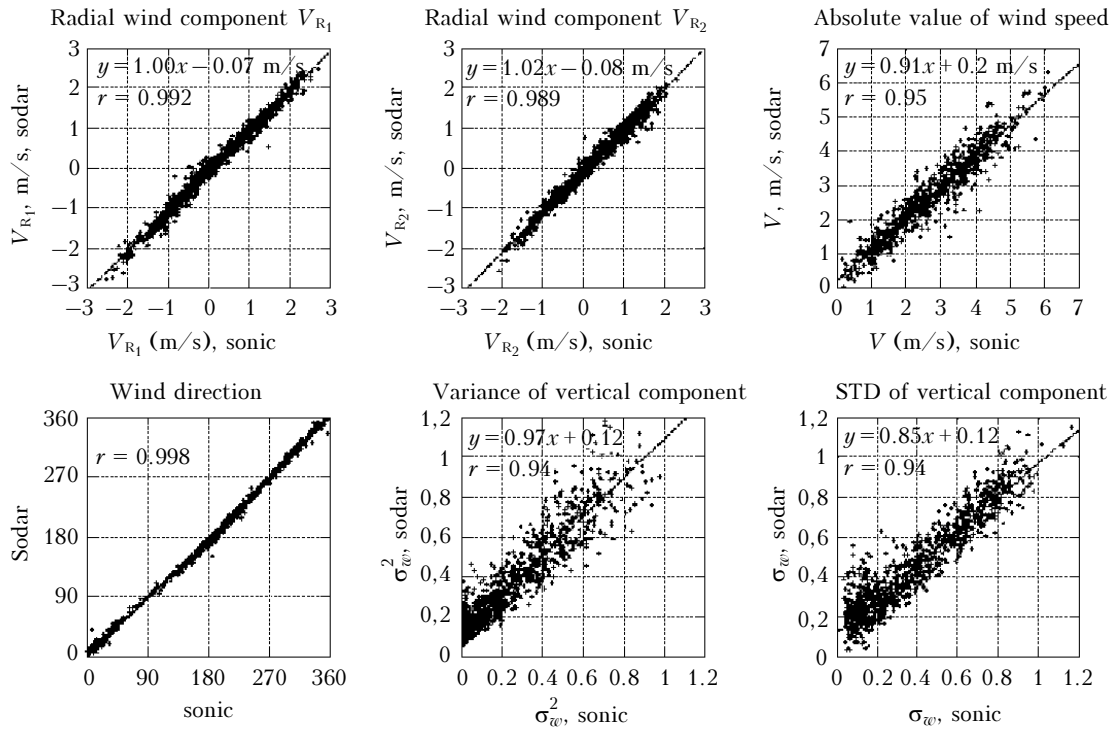 Radial wind component V_R₁
3
2
1
0
−1
−2
−3
y = 1.00x − 0.07 m/s
r = 0.992
V_R₁, m/s, sodar
−3 −2 −1 0 1 2 3
V_R₁ (m/s), sonic
Radial wind component V_R₂
3
2
1
0
−1
−2
−3
y = 1.02x − 0.08 m/s
r = 0.989
V_R₂, m/s, sodar
−3 −2 −1 0 1 2 3
V_R₂ (m/s), sonic
Absolute value of wind speed
7
6
5
4
3
2
1
0
y = 0.91x + 0.2 m/s
r = 0.95
V, m/s, sodar
0 1 2 3 4 5 6 7
V (m/s), sonic
Wind direction
360
270
180
90
0
r = 0.998
Sodar
0 90 180 270 360
sonic
Variance of vertical component
1,2
1
0,8
0,6
0,4
0,2
0
y = 0.97x + 0.12
r = 0.94
σ²_w, sodar
0 0.2 0.4 0.6 0.8 1 1.2
σ²_w, sonic
STD of vertical component
1,2
1
0,8
0,6
0,4
0,2
0
y = 0.85x + 0.12
r = 0.94
σ_w, sodar
0 0.2 0.4 0.6 0.8 1 1.2
σ_w, sonic